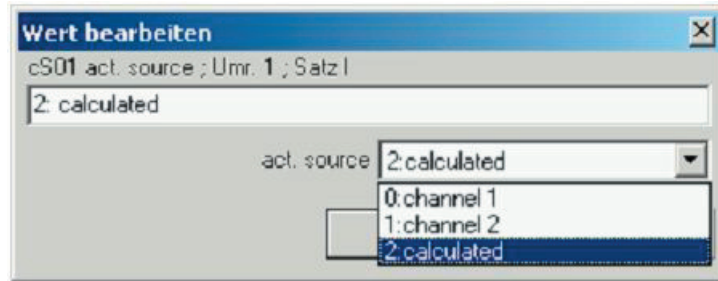 Wert bearbeiten
cS01 act. source ; Umr. 1 ; Satz I
2: calculated
act. source 2:calculated
0:channel 1
1:channel 2
2:calculated